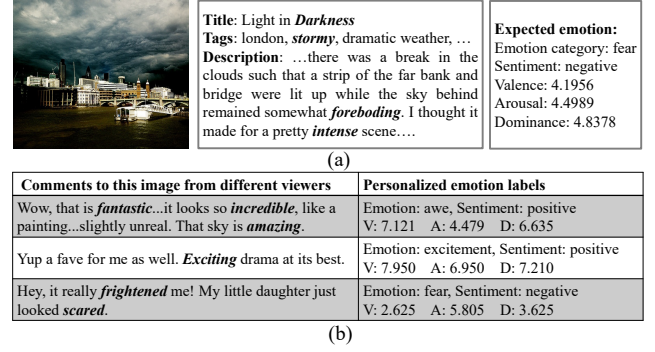 Title: Light in Darkness
Tags: london, stormy, dramatic weather, …
Description: …there was a break in the
clouds such that a strip of the far bank and
bridge were lit up while the sky behind
remained somewhat foreboding. I thought it
made for a pretty intense scene….
Expected emotion:
Emotion category: fear
Sentiment: negative
Valence: 4.1956
Arousal: 4.4989
Dominance: 4.8378
(a)
Comments to this image from different viewers
Personalized emotion labels
Wow, that is fantastic...it looks so incredible, like a
painting...slightly unreal. That sky is amazing.
Emotion: awe, Sentiment: positive
V: 7.121 A: 4.479 D: 6.635
Yup a fave for me as well. Exciting drama at its best.
Emotion: excitement, Sentiment: positive
V: 7.950 A: 6.950 D: 7.210
Hey, it really frightened me! My little daughter just
looked scared.
Emotion: fear, Sentiment: negative
V: 2.625 A: 5.805 D: 3.625
(b)